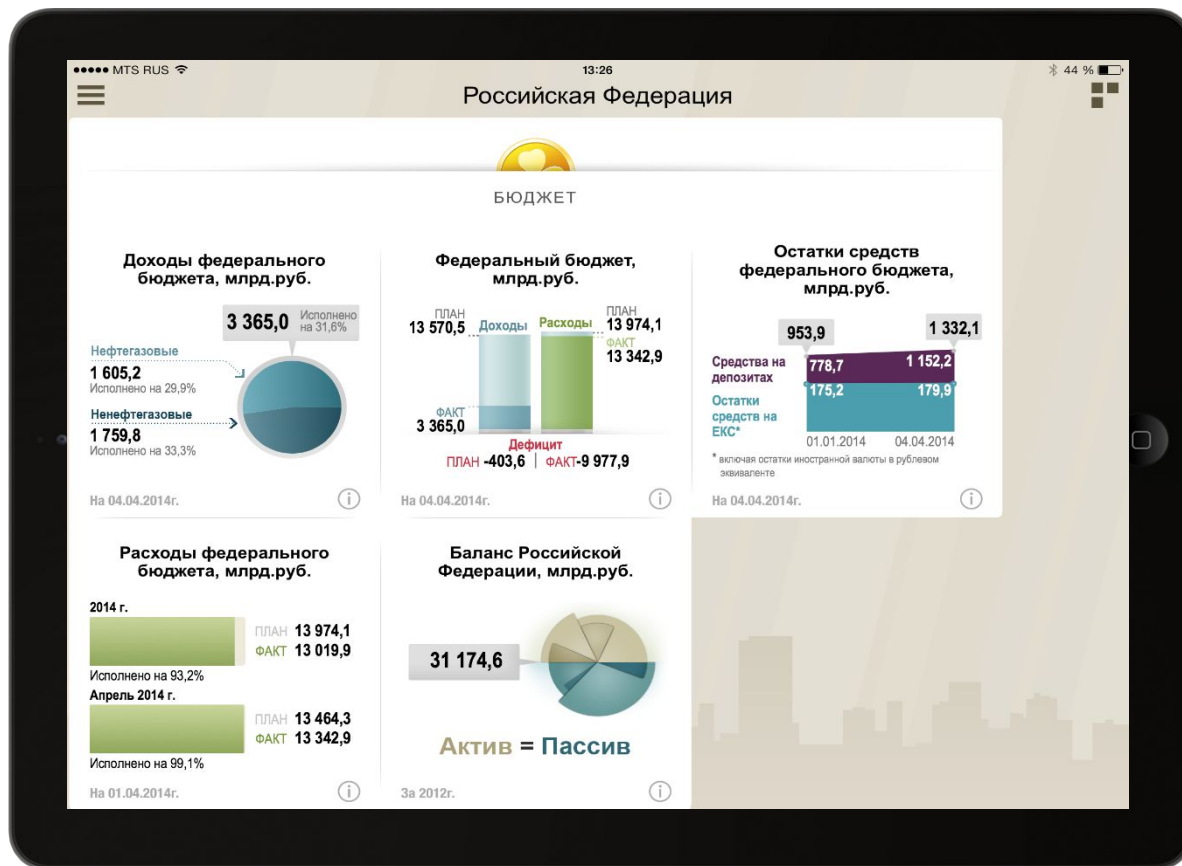 MTS RUS
13:26
44 %
Российская Федерация
БЮДЖЕТ
Доходы федерального
бюджета, млрд.руб.
3 365,0
Исполнено
на 31,6%
Нефтегазовые
1 605,2
Исполнено на 29,9%
Ненефтегазовые
1 759,8
Исполнено на 33,3%
На 04.04.2014г.
Федеральный бюджет,
млрд.руб.
ПЛАН
13 570,5
Доходы
Расходы
ПЛАН
13 974,1
ФАКТ
13 342,9
ФАКТ
3 365,0
Дефицит
ПЛАН -403,6 | ФАКТ-9 977,9
На 04.04.2014г.
Остатки средств
федерального бюджета,
млрд.руб.
953,9
1 332,1
Средства на
депозитах
778,7
1 152,2
Остатки
средств на
ЕКС*
175,2
179,9
01.01.2014
04.04.2014
* включая остатки иностранной валюты в рублевом
эквиваленте
На 04.04.2014г.
Расходы федерального
бюджета, млрд.руб.
2014 г.
ПЛАН 13 974,1
ФАКТ 13 019,9
Исполнено на 93,2%
Апрель 2014 г.
ПЛАН 13 464,3
ФАКТ 13 342,9
Исполнено на 99,1%
На 01.04.2014г.
Баланс Российской
Федерации, млрд.руб.
31 174,6
Актив = Пассив
За 2012г.